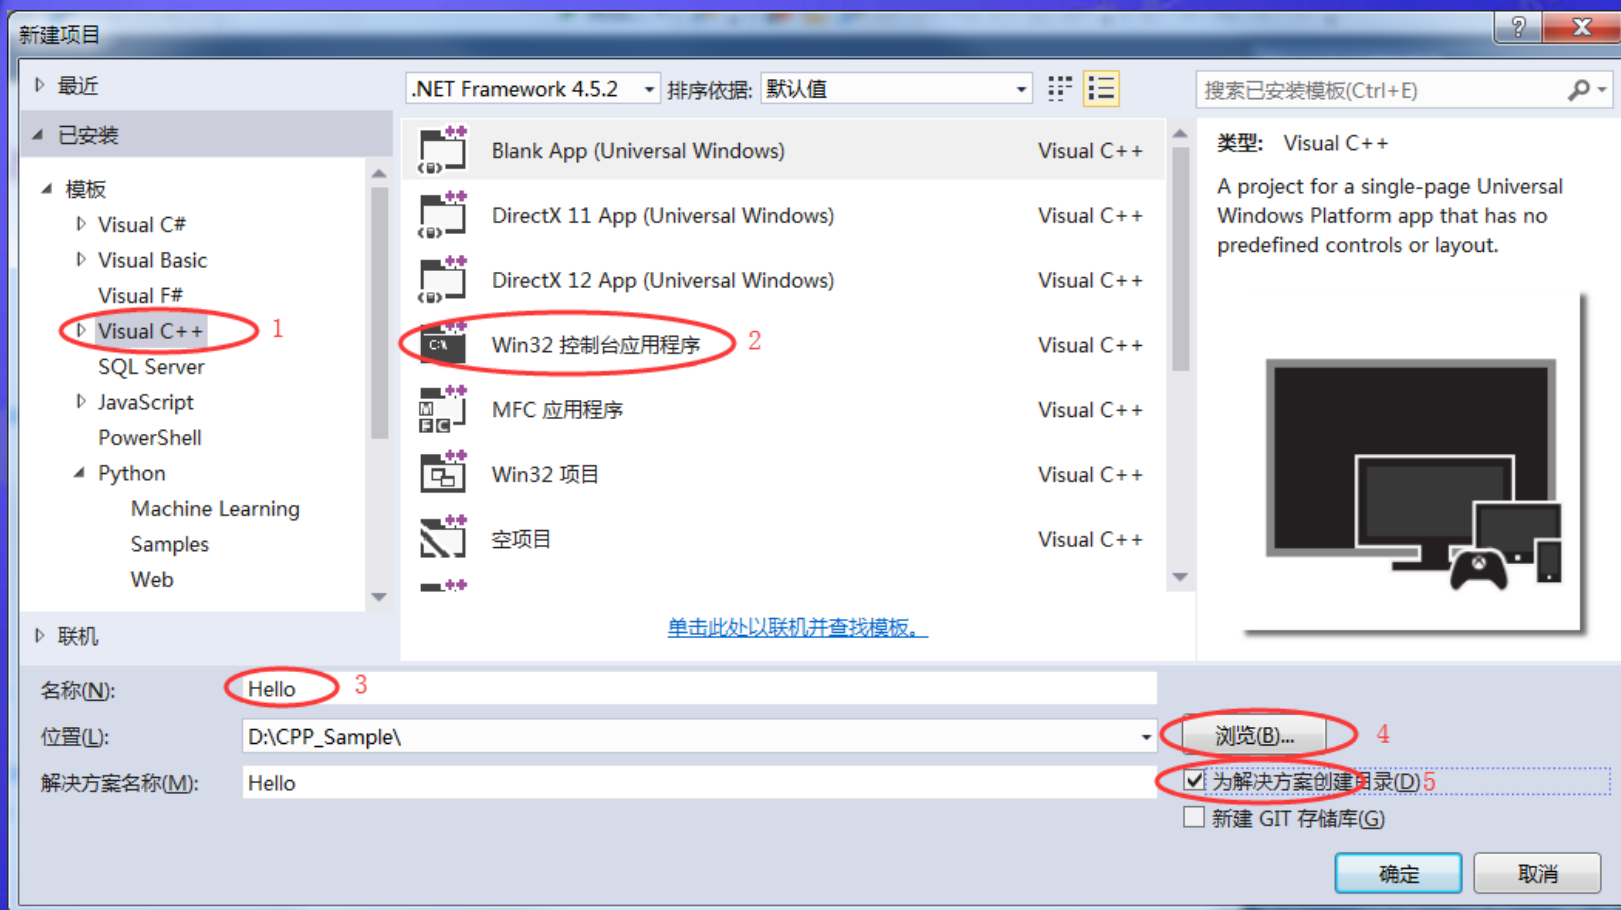 新建项目
最近
已安装
模板
Visual C#
Visual Basic
Visual F#
Visual C++ 1
SQL Server
JavaScript
PowerShell
Python
Machine Learning
Samples
Web
联机
.NET Framework 4.5.2 排序依据: 默认值
Blank App (Universal Windows) Visual C++
DirectX 11 App (Universal Windows) Visual C++
DirectX 12 App (Universal Windows) Visual C++
C:\ Win32 控制台应用程序 2 Visual C++
MFC 应用程序 Visual C++
Win32 项目 Visual C++
空项目 Visual C++
单击此处以联机并查找模板。
搜索已安装模板(Ctrl+E)
类型: Visual C++
A project for a single-page Universal
Windows Platform app that has no
predefined controls or layout.
名称(N): Hello 3
位置(L): D:\CPP_Sample\ 浏览(B)... 4
解决方案名称(M): Hello 为解决方案创建目录(D) 5
新建 GIT 存储库(G)
确定 取消